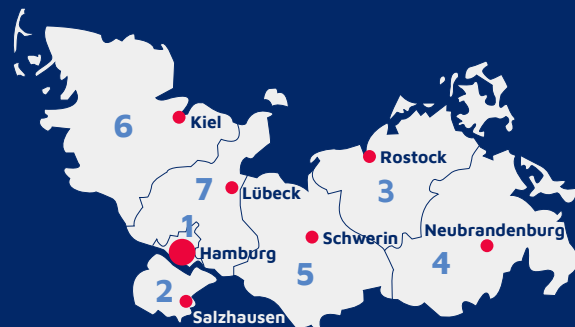 6
Kiel
Rostock
7
3
Lübeck
1
Neubrandenburg
Schwerin
Hamburg
4
5
2
Salzhausen